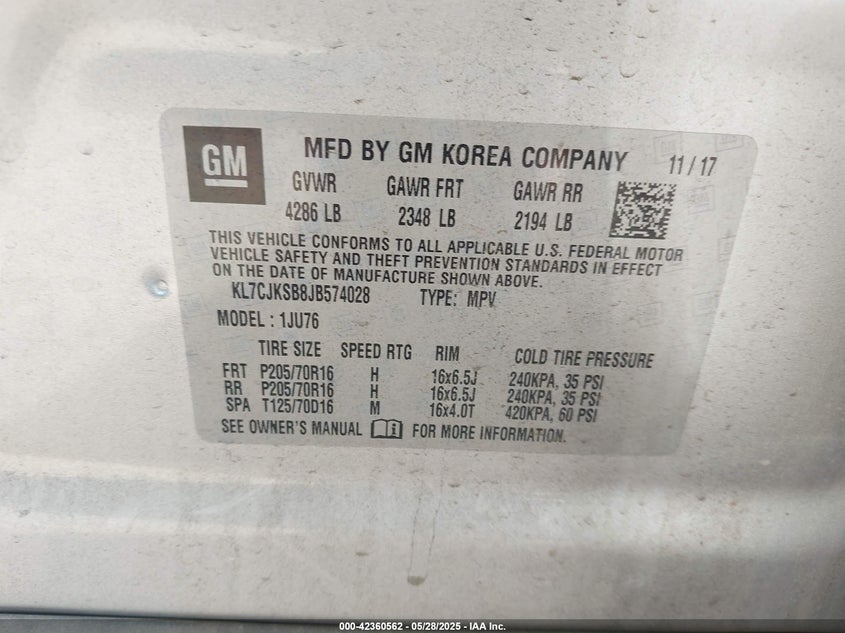 GM
MFD BY GM KOREA COMPANY 11/17
GVWR GAWR FRT GAWR RR
4286 LB 2348 LB 2194 LB
THIS VEHICLE CONFORMS TO ALL APPLICABLE U.S. FEDERAL MOTOR
VEHICLE SAFETY AND THEFT PREVENTION STANDARDS IN EFFECT
ON THE DATE OF MANUFACTURE SHOWN ABOVE.
KL7CJKSB8JB574028 TYPE: MPV
MODEL : 1JU76
TIRE SIZE SPEED RTG RIM COLD TIRE PRESSURE
FRT P205/70R16 H 16x6.5J 240KPA, 35 PSI
RR P205/70R16 H 16x6.5J 240KPA, 35 PSI
SPA T125/70D16 M 16x4.0T 420KPA, 60 PSI
SEE OWNER'S MANUAL FOR MORE INFORMATION.
000-42360562 - 05/28/2025 - IAA Inc.